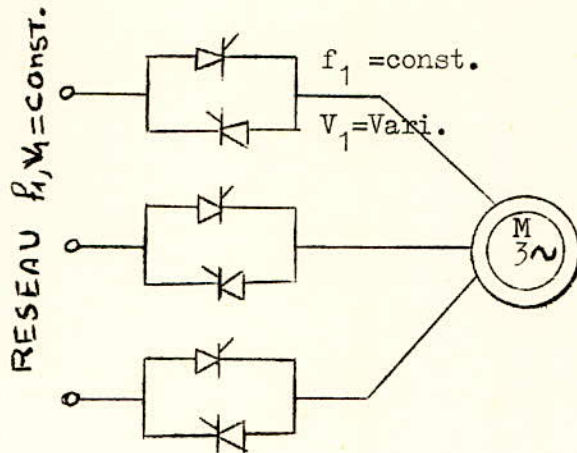 RESEAU f₁,V₁=CONST.
f₁ =const.
V₁=Vari.
M
3~